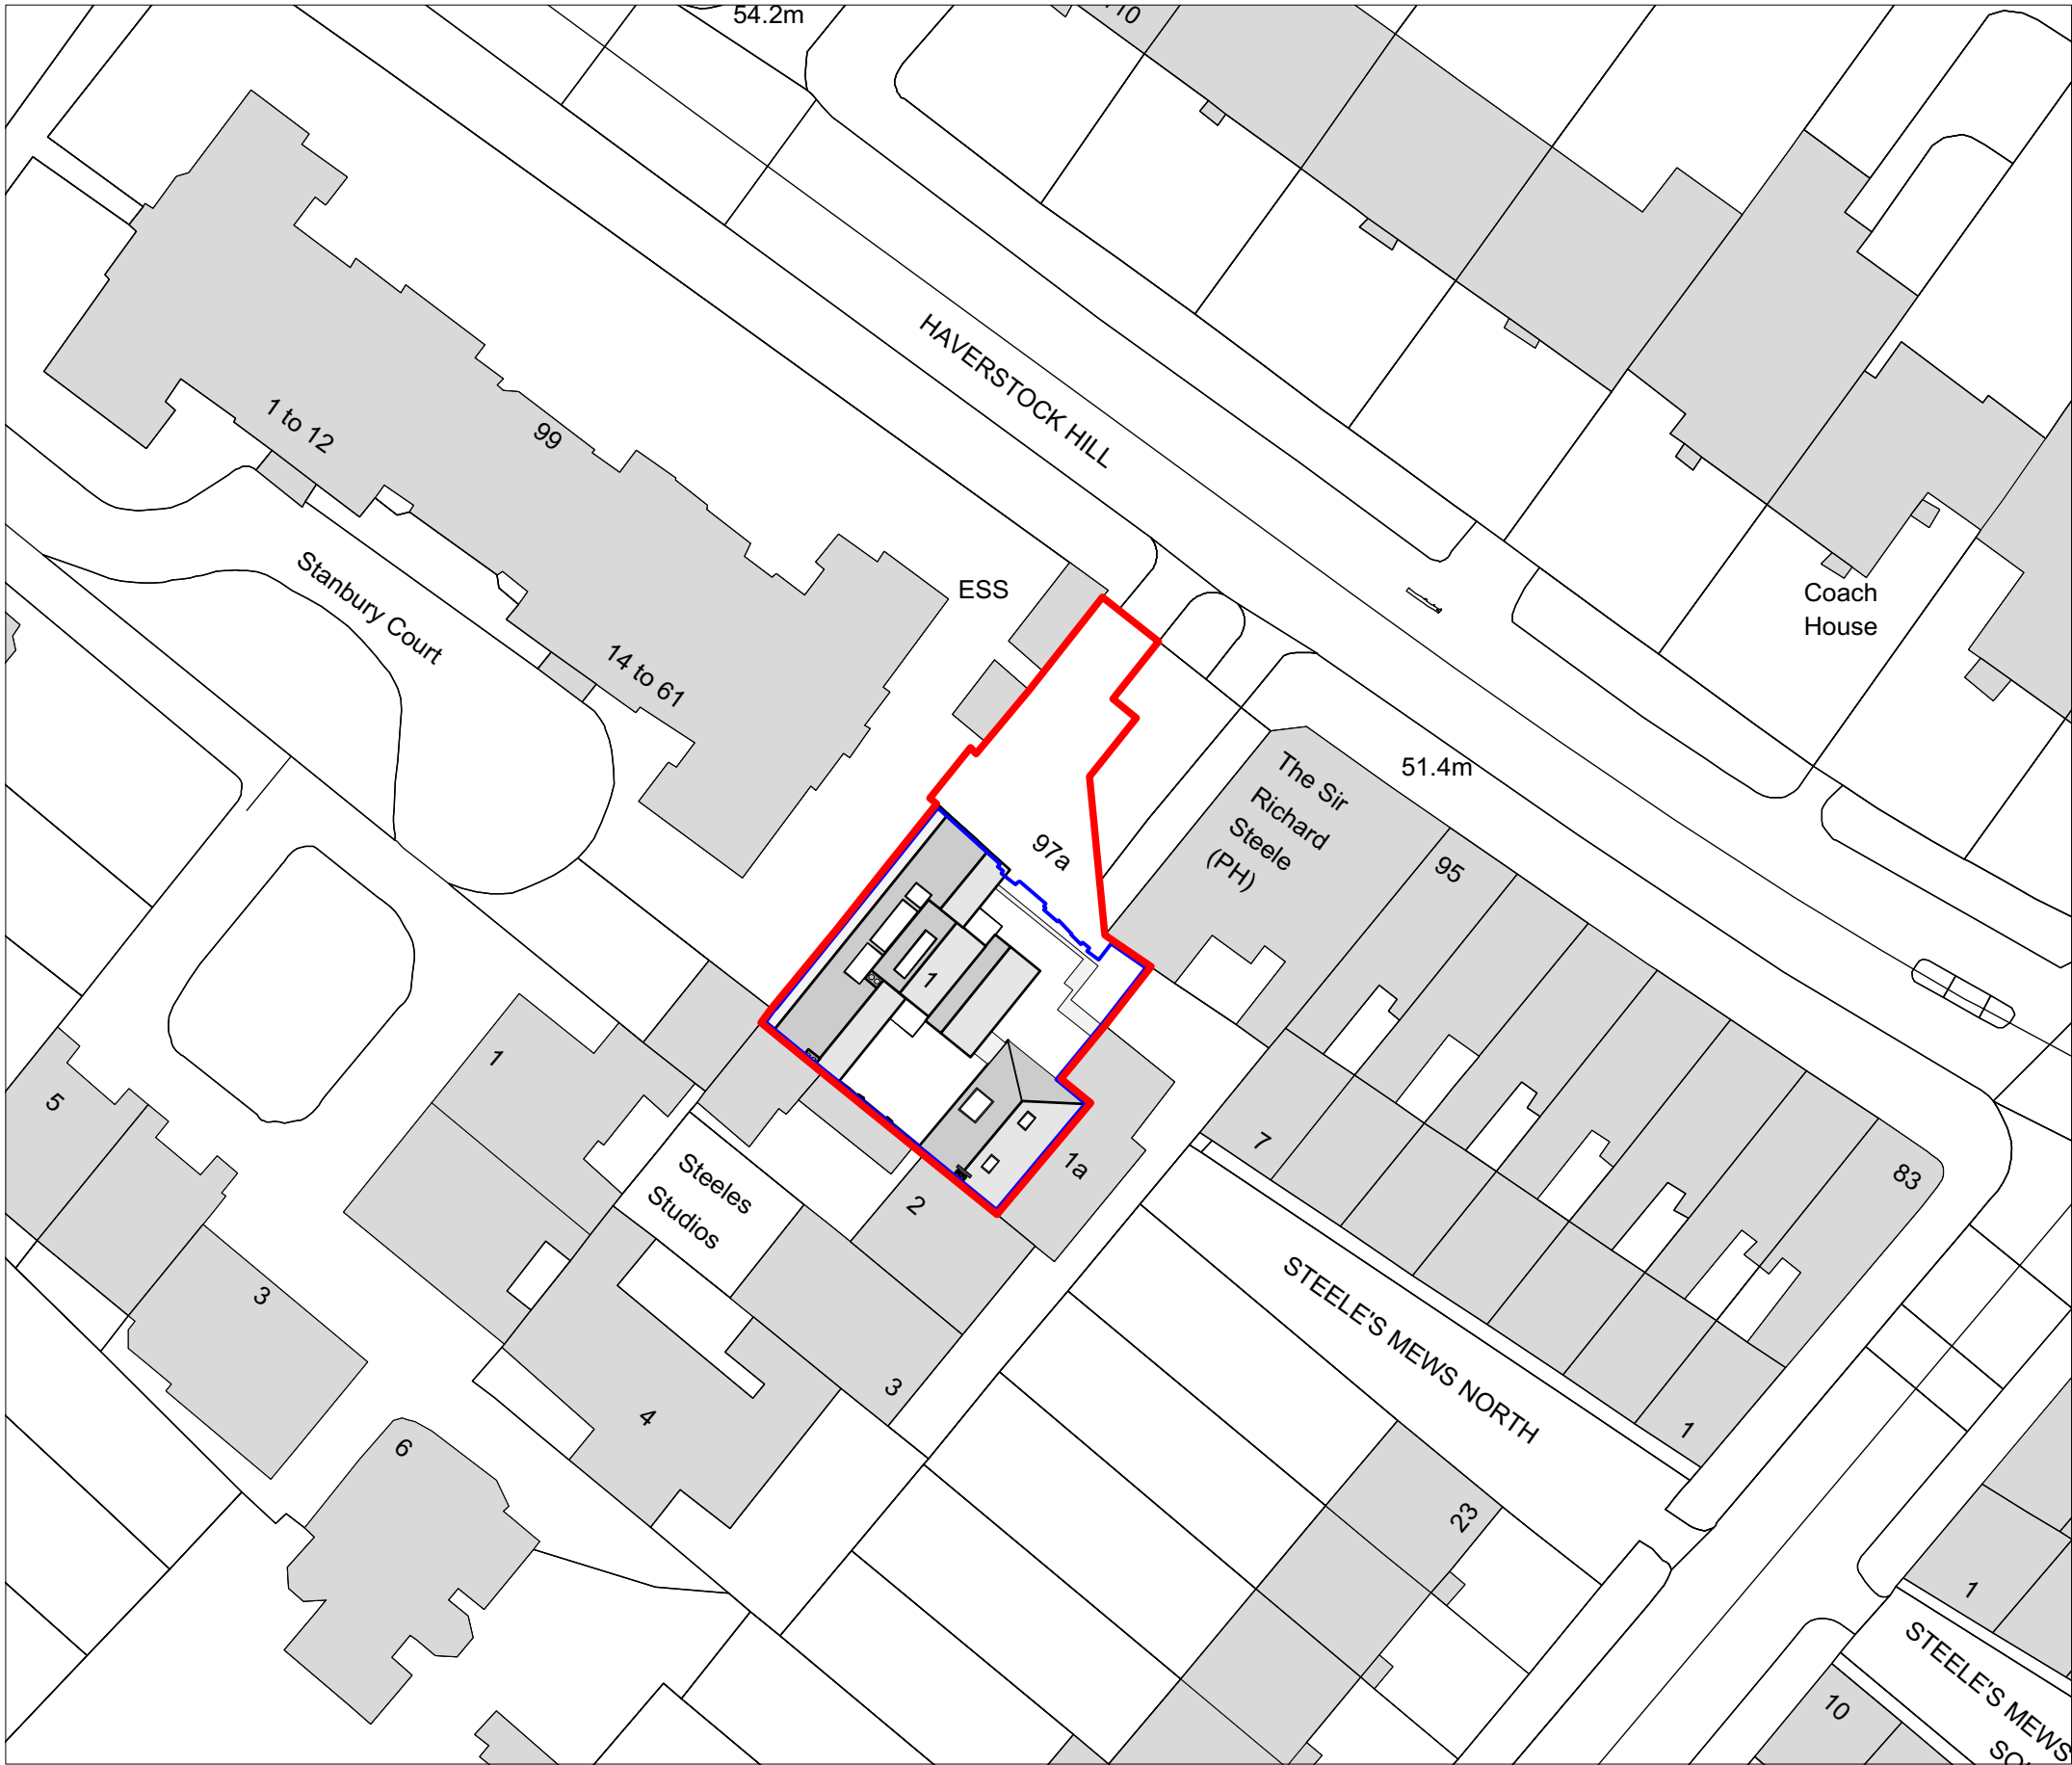 54.2m
110
HAVERSTOCK HILL
1 to 12
99
Stanbury Court
ESS
14 to 61
Coach
House
51.4m
The Sir
Richard
Steele
(PH)
97a
95
1
1
5
7
1a
83
Steeles
Studios
2
3
STEELE'S MEWS NORTH
3
4
1
6
23
1
STEELE'S MEWS
10